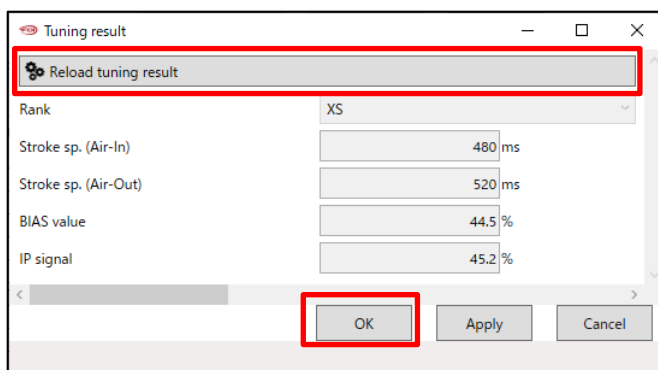 Tuning result
Reload tuning result
Rank XS
Stroke sp. (Air-In) 480 ms
Stroke sp. (Air-Out) 520 ms
BIAS value 44.5 %
IP signal 45.2 %
OK Apply Cancel